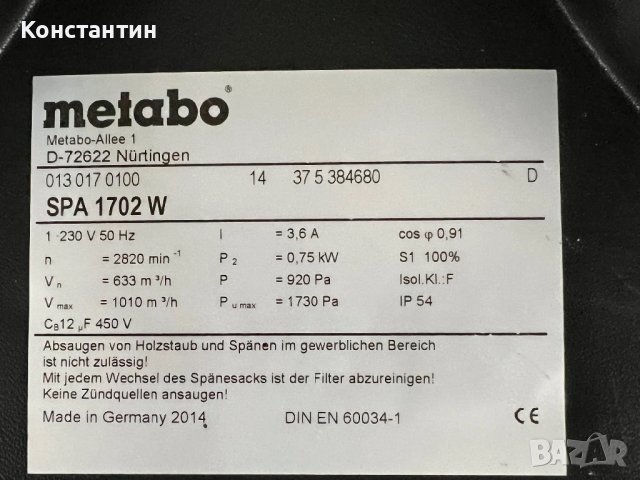 Константин
metabo®
Metabo-Allee 1
D-72622 Nürtingen
013 017 0100 14 37 5 384680 D
SPA 1702 W
1 ~230 V 50 Hz I = 3,6 A cos φ 0,91
n = 2820 min⁻¹ P₂ = 0,75 kW S1 100%
Vₙ = 633 m³/h P = 920 Pa Isol.Kl.:F
V max = 1010 m³/h P u max = 1730 Pa IP 54
C_B12 µF 450 V
Absaugen von Holzstaub und Spänen im gewerblichen Bereich
ist nicht zulässig!
Mit jedem Wechsel des Spänesacks ist der Filter abzureinigen!
Keine Zündquellen ansaugen!
Made in Germany 2014 DIN EN 60034-1 CE
BAZAR